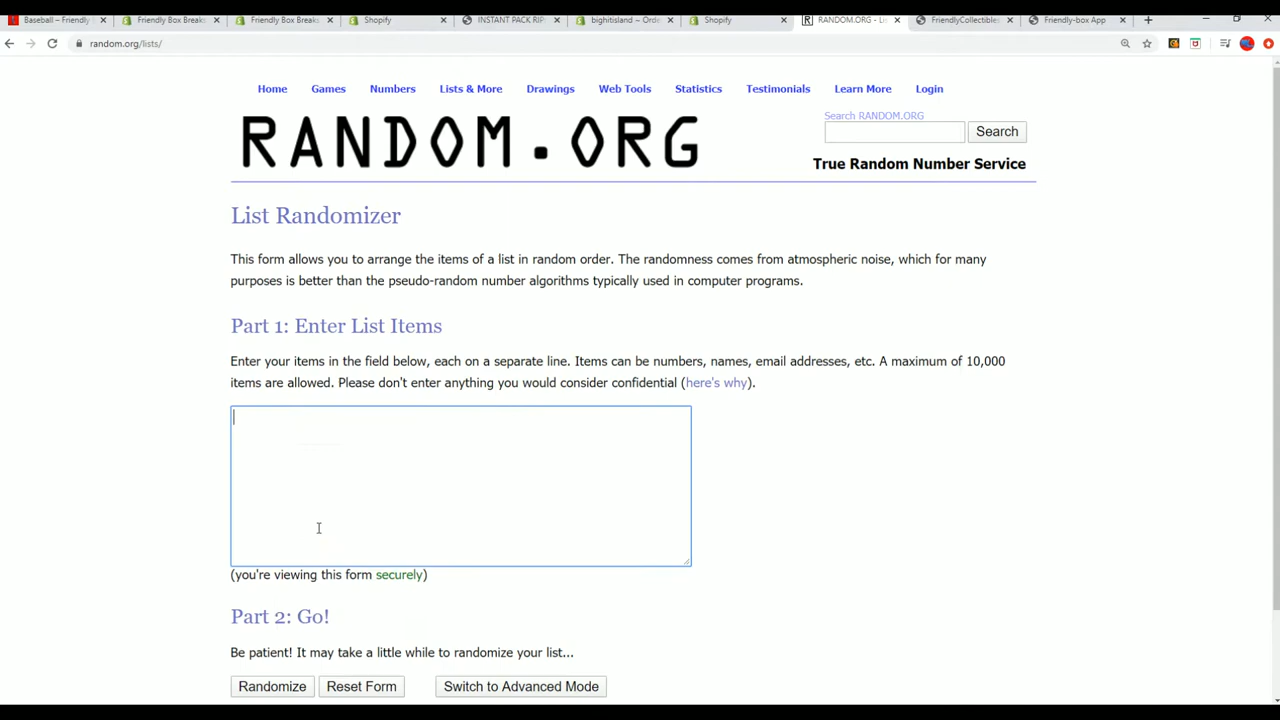 Baseball – Friendly
Friendly Box Breaks
Friendly Box Breaks
Shopify
INSTANT PACK RIP
bighitisland ~ Orde
Shopify
RANDOM.ORG - Lis
FriendlyCollectibles
Friendly-box App
random.org/lists/
Home Games Numbers Lists & More Drawings Web Tools Statistics Testimonials Learn More Login
RANDOM.ORG
Search RANDOM.ORG
Search
True Random Number Service
List Randomizer
This form allows you to arrange the items of a list in random order. The randomness comes from atmospheric noise, which for many
purposes is better than the pseudo-random number algorithms typically used in computer programs.
Part 1: Enter List Items
Enter your items in the field below, each on a separate line. Items can be numbers, names, email addresses, etc. A maximum of 10,000
items are allowed. Please don't enter anything you would consider confidential (here's why).
(you're viewing this form securely)
Part 2: Go!
Be patient! It may take a little while to randomize your list...
Randomize Reset Form Switch to Advanced Mode